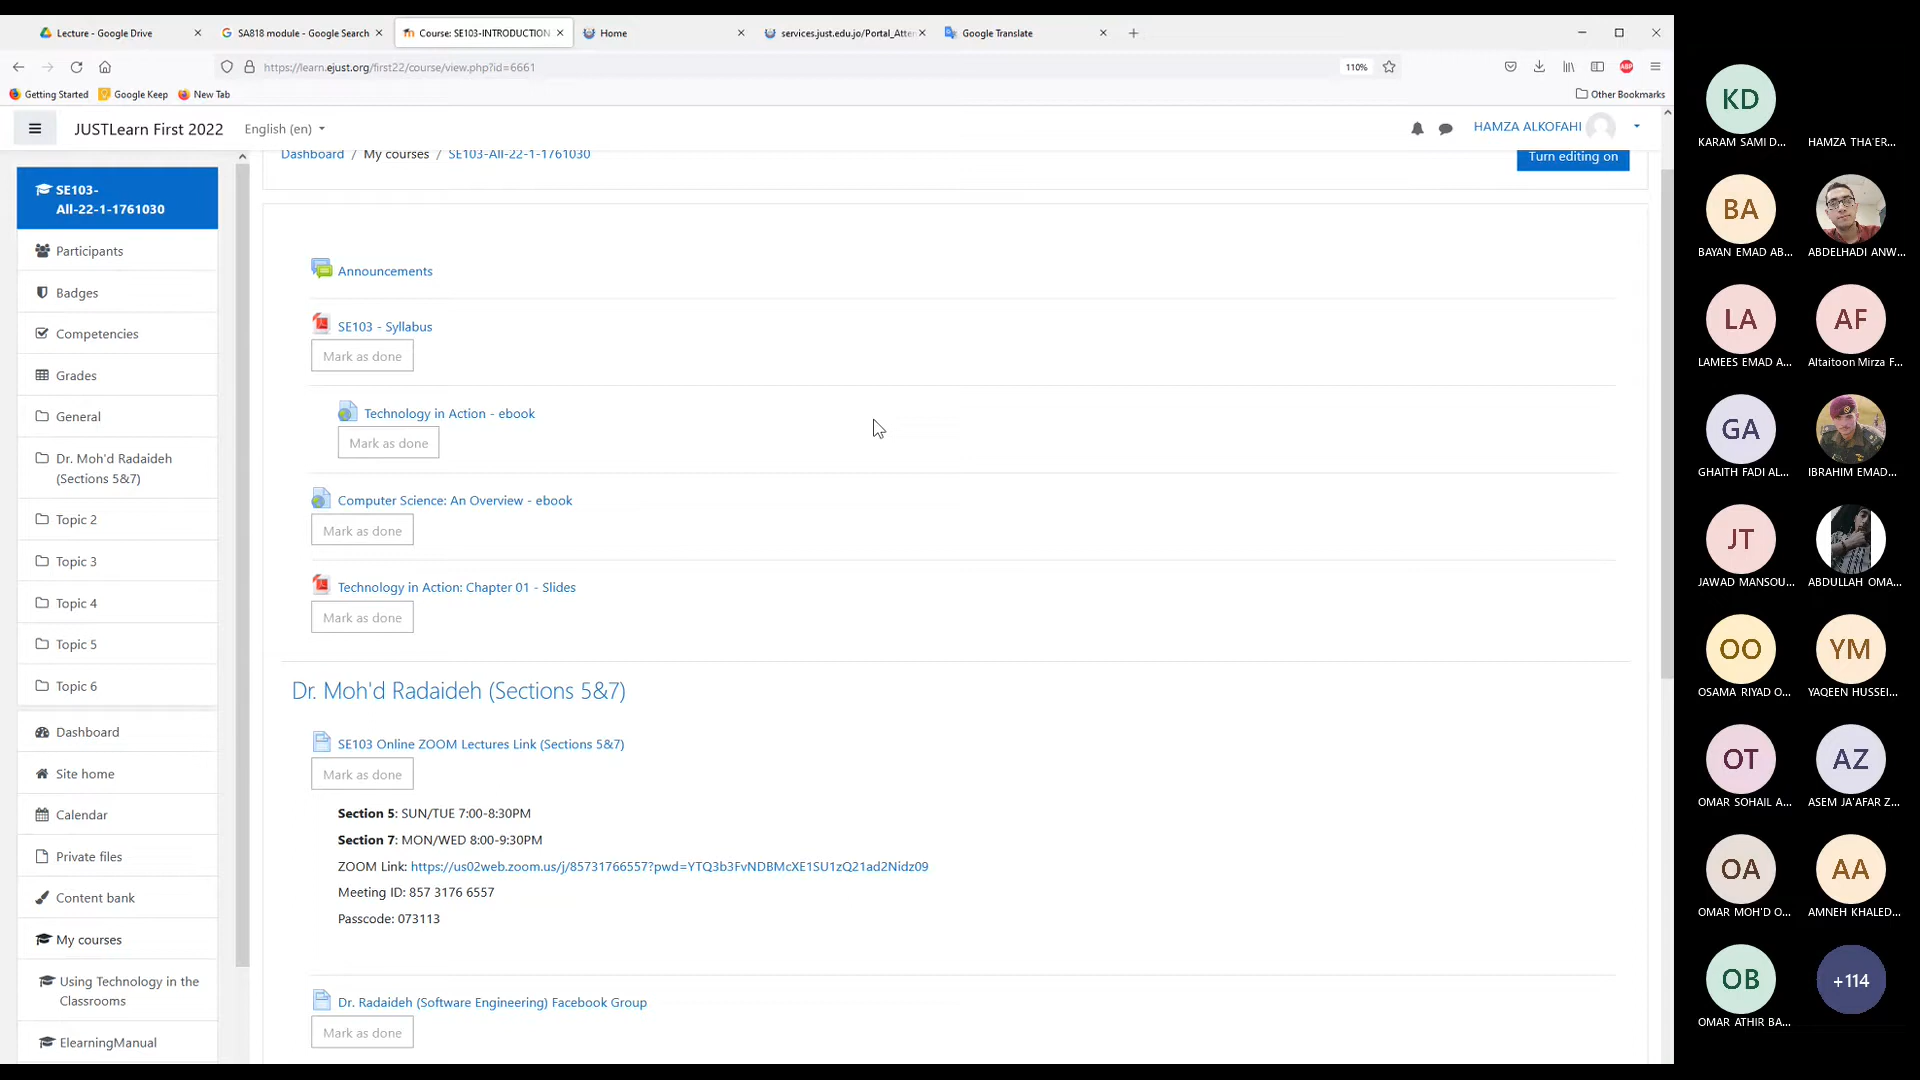 Lecture - Google Drive
SA818 module - Google Search
Course: SE103-INTRODUCTION
Home
services.just.edu.jo/Portal_Atte
Google Translate
https://learn.ejust.org/first22/course/view.php?id=6661
110%
ABP
Getting Started
Google Keep
New Tab
Other Bookmarks
JUSTLearn First 2022
English (en)
HAMZA ALKOFAHI
Dashboard / My courses / SE103-All-22-1-1761030
Turn editing on
SE103-
All-22-1-1761030
Participants
Badges
Competencies
Grades
General
Dr. Moh'd Radaideh
(Sections 5&7)
Topic 2
Topic 3
Topic 4
Topic 5
Topic 6
Dashboard
Site home
Calendar
Private files
Content bank
My courses
Using Technology in the
Classrooms
ElearningManual
Announcements
SE103 - Syllabus
Mark as done
Technology in Action - ebook
Mark as done
Computer Science: An Overview - ebook
Mark as done
Technology in Action: Chapter 01 - Slides
Mark as done
Dr. Moh'd Radaideh (Sections 5&7)
SE103 Online ZOOM Lectures Link (Sections 5&7)
Mark as done
Section 5: SUN/TUE 7:00-8:30PM
Section 7: MON/WED 8:00-9:30PM
ZOOM Link: https://us02web.zoom.us/j/85731766557?pwd=YTQ3b3FvNDBMcXE1SU1zQ21ad2Nidz09
Meeting ID: 857 3176 6557
Passcode: 073113
Dr. Radaideh (Software Engineering) Facebook Group
Mark as done
KD
KARAM SAMI D...
HAMZA THA'ER...
BA
BAYAN EMAD AB...
ABDELHADI ANW...
LA
LAMEES EMAD A...
AF
Altaitoon Mirza F...
GA
GHAITH FADI AL...
IBRAHIM EMAD...
JT
JAWAD MANSOU...
ABDULLAH OMA...
OO
OSAMA RIYAD O...
YM
YAQEEN HUSSEI...
OT
OMAR SOHAIL A...
AZ
ASEM JA'AFAR Z...
OA
OMAR MOH'D O...
AA
AMNEH KHALED...
OB
OMAR ATHIR BA...
+114